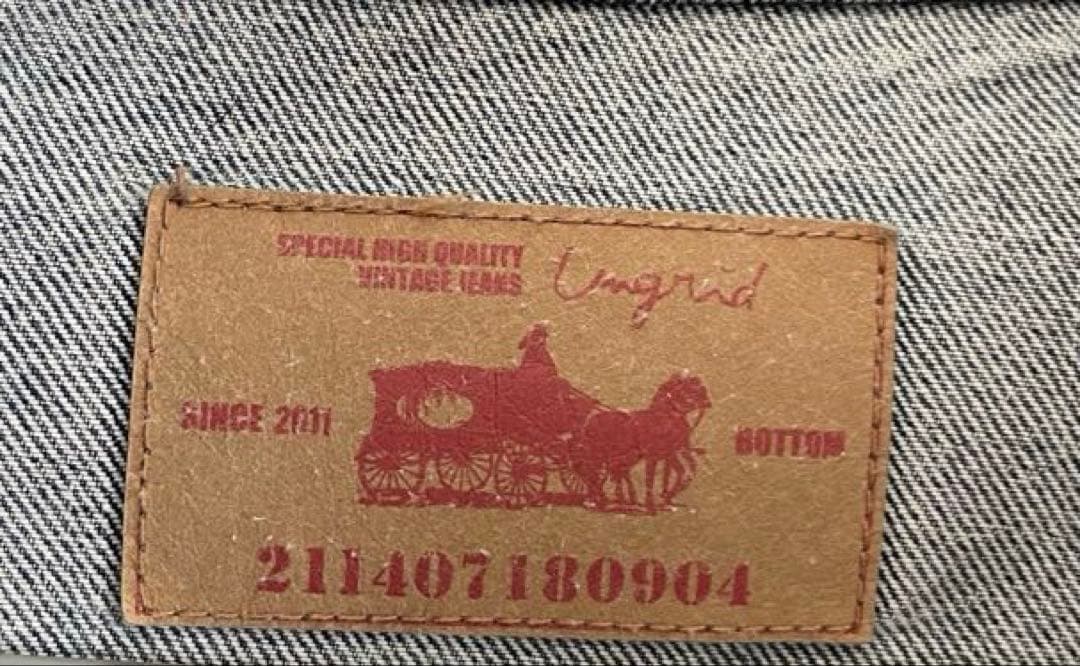 SPECIAL HIGH QUALITY
VINTAGE JEANS
Ungrid
SINCE 2011
BOTTOM
211407180904